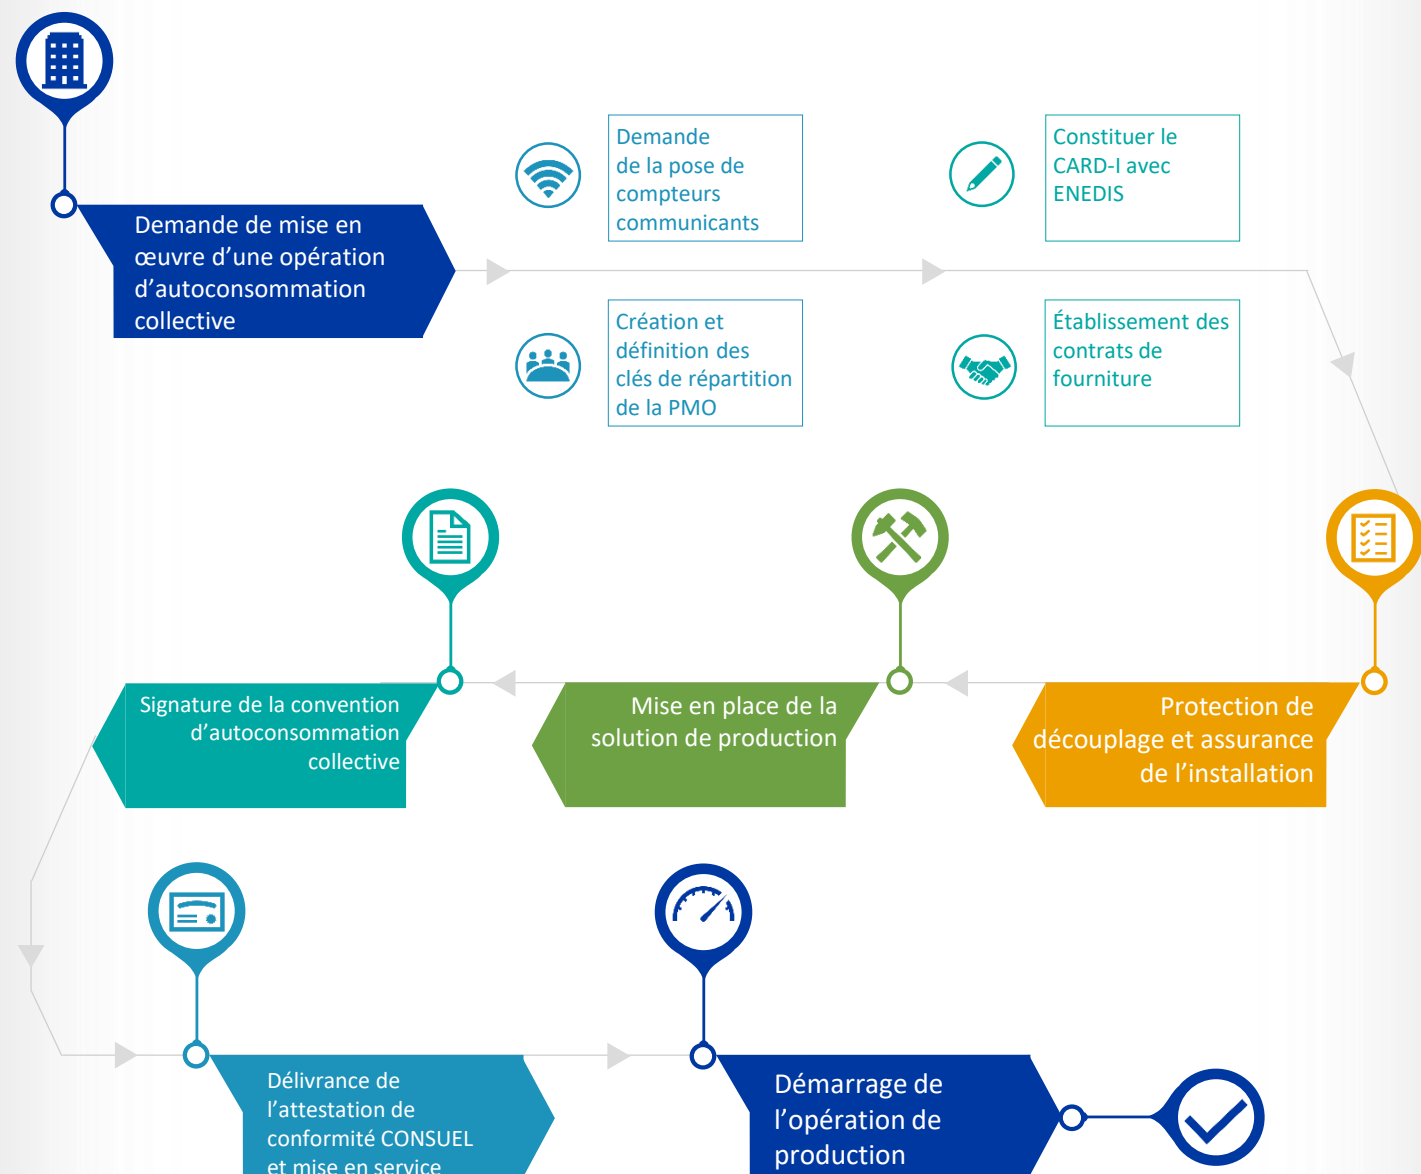 Demande de mise en
œuvre d’une opération
d’autoconsommation
collective
Demande
de la pose de
compteurs
communicants
Création et
définition des
clés de répartition
de la PMO
Constituer le
CARD-I avec
ENEDIS
Établissement des
contrats de
fourniture
Protection de
découplage et assurance
de l’installation
Mise en place de la
solution de production
Signature de la convention
d’autoconsommation
collective
Délivrance de
l’attestation de
conformité CONSUEL
et mise en service
Démarrage de
l’opération de
production